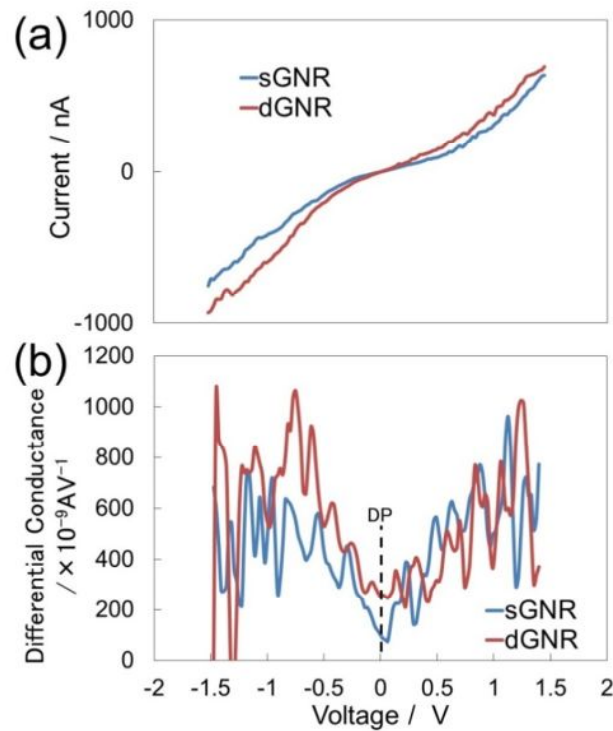 (a)
1000
0
-1000
Current / nA
sGNR
dGNR
(b)
1200
1000
800
600
400
200
0
Differential Conductance
/ ×10⁻⁹AV⁻¹
DP
sGNR
dGNR
-2 -1.5 -1 -0.5 0 0.5 1 1.5 2
Voltage / V